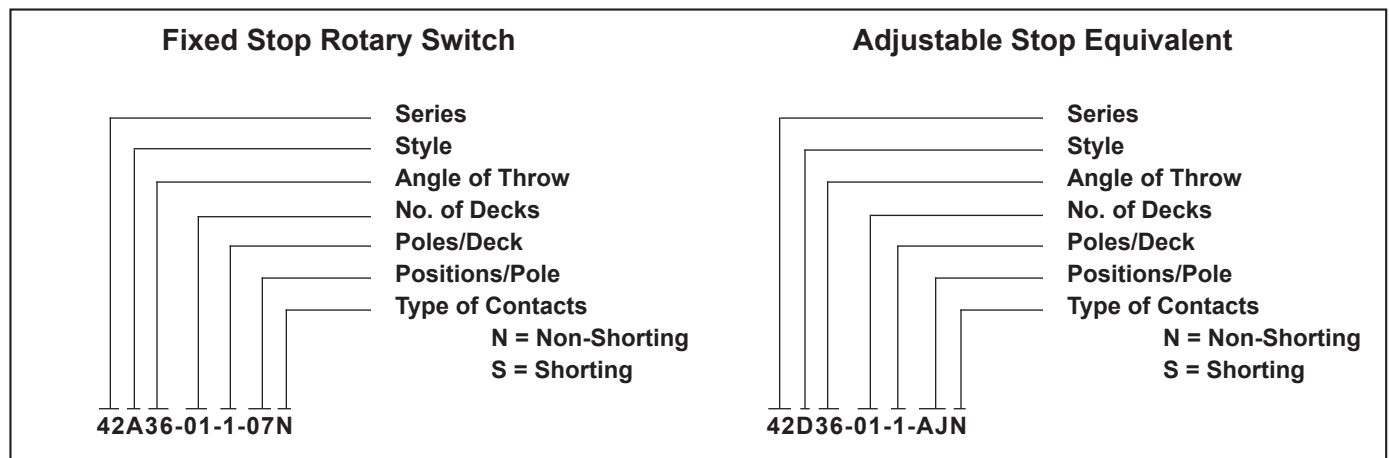 Fixed Stop Rotary Switch
Series
Style
Angle of Throw
No. of Decks
Poles/Deck
Positions/Pole
Type of Contacts
N = Non-Shorting
S = Shorting
42A36-01-1-07N
Adjustable Stop Equivalent
Series
Style
Angle of Throw
No. of Decks
Poles/Deck
Positions/Pole
Type of Contacts
N = Non-Shorting
S = Shorting
42D36-01-1-AJN